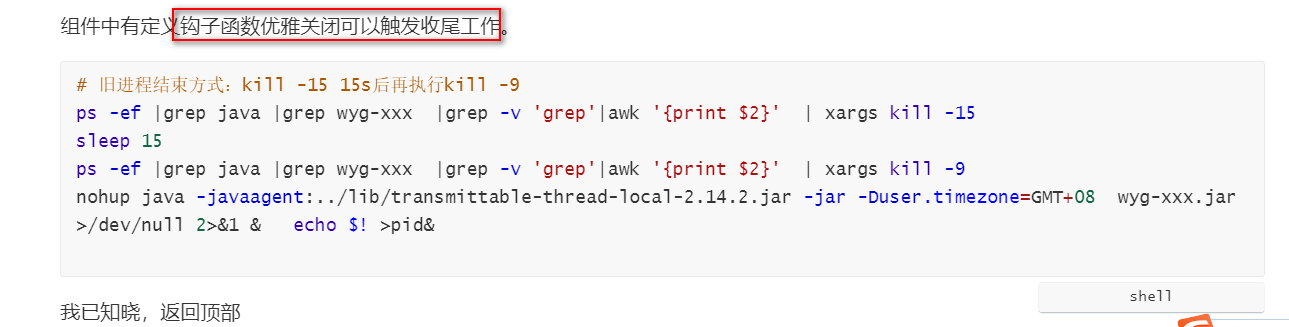 组件中有定义钩子函数优雅关闭可以触发收尾工作。
# 旧进程结束方式：kill -15 15s后再执行kill -9
ps -ef |grep java |grep wyg-xxx  |grep -v 'grep'|awk '{print $2}'  | xargs kill -15
sleep 15
ps -ef |grep java |grep wyg-xxx  |grep -v 'grep'|awk '{print $2}'  | xargs kill -9
nohup java -javaagent:../lib/transmittable-thread-local-2.14.2.jar -jar -Duser.timezone=GMT+08  wyg-xxx.jar
>/dev/null 2>&1 &   echo $! >pid&
shell
我已知晓，返回顶部